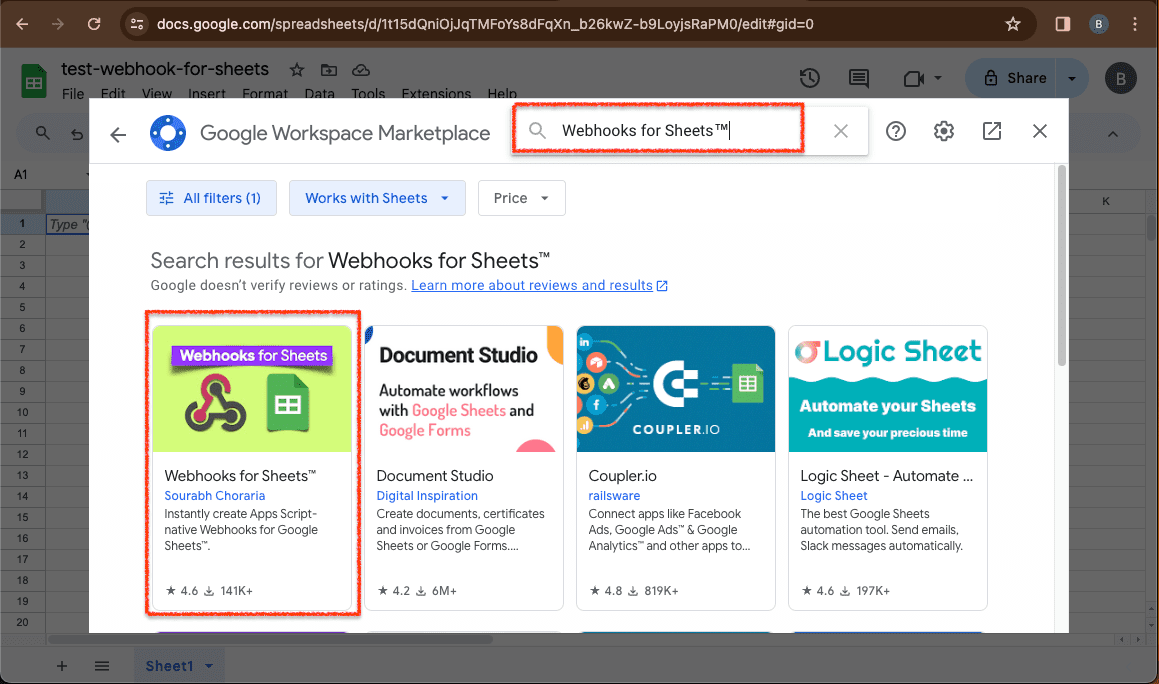 docs.google.com/spreadsheets/d/1t15dQniOjJqTMFoYs8dFqXn_b26kwZ-b9LoyjsRaPM0/edit#gid=0
B
test-webhook-for-sheets
File Edit View Insert Format Data Tools Extensions Help
Share
B
Google Workspace Marketplace
Webhooks for Sheets™
A1
All filters (1)
Works with Sheets
Price
K
1
Type "
2
3
4
5
6
7
8
9
10
11
12
13
14
15
16
17
18
19
20
Search results for Webhooks for Sheets™
Google doesn't verify reviews or ratings. Learn more about reviews and results
Webhooks for Sheets
Webhooks for Sheets™
Sourabh Choraria
Instantly create Apps Script-
native Webhooks for Google
Sheets™.
4.6 141K+
Document Studio
Automate workflows
with Google Sheets and
Google Forms
Document Studio
Digital Inspiration
Create documents, certificates
and invoices from Google
Sheets or Google Forms....
4.2 6M+
in
COUPLER.IO
Coupler.io
railsware
Connect apps like Facebook
Ads, Google Ads™ & Google
Analytics™ and other apps to...
4.8 819K+
Logic Sheet
Automate your Sheets
And save your precious time
Logic Sheet - Automate ...
Logic Sheet
The best Google Sheets
automation tool. Send emails,
Slack messages automatically.
4.6 197K+
Sheet1